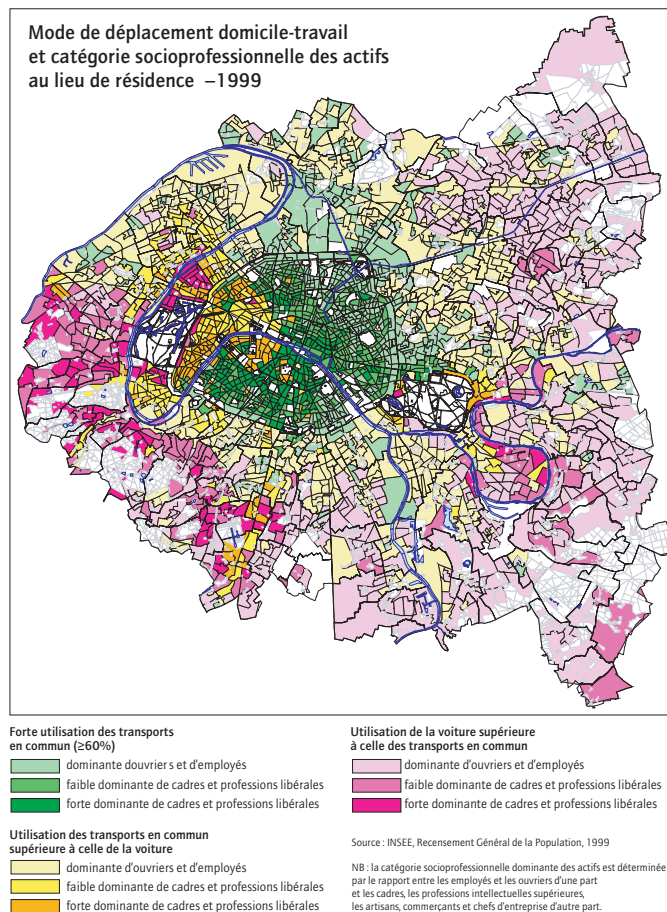 Mode de déplacement domicile-travail
et catégorie socioprofessionnelle des actifs
au lieu de résidence –1999
Forte utilisation des transports
en commun (≥60%)
dominante douvriers et d'employés
faible dominante de cadres et professions libérales
forte dominante de cadres et professions libérales
Utilisation des transports en commun
supérieure à celle de la voiture
dominante d'ouvriers et d'employés
faible dominante de cadres et professions libérales
forte dominante de cadres et professions libérales
Utilisation de la voiture supérieure
à celle des transports en commun
dominante d'ouvriers et d'employés
faible dominante de cadres et professions libérales
forte dominante de cadres et professions libérales
Source : INSEE, Recensement Général de la Population, 1999
NB : la catégorie socioprofessionnelle dominante des actifs est déterminée
par le rapport entre les employés et les ouvriers d'une part
et les cadres, les professions intellectuelles supérieures,
les artisans, commerçants et chefs d'entreprise d'autre part.